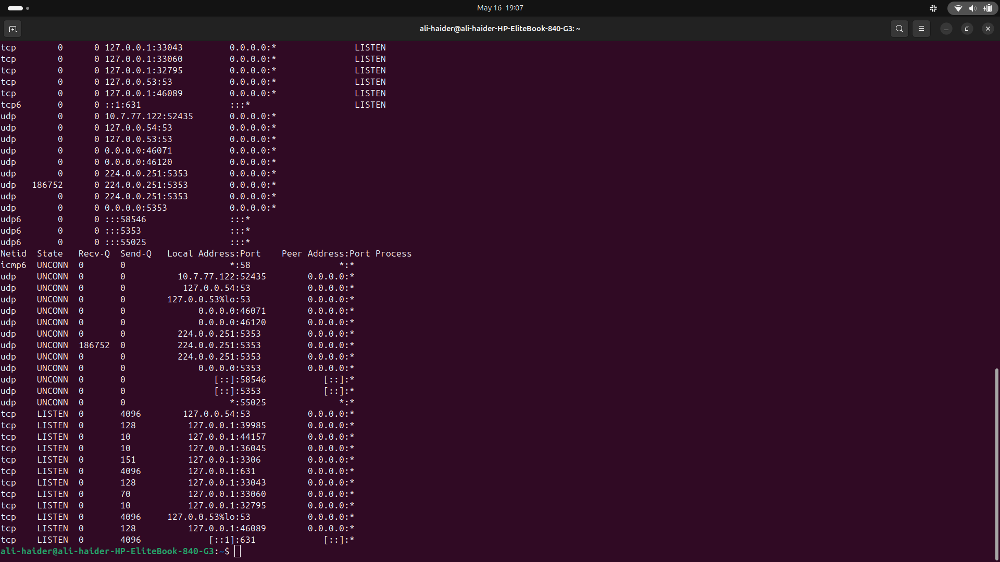 May 16 19:07
ali-haider@ali-haider-HP-EliteBook-840-G3: ~
tcp 0 0 127.0.0.1:33043 0.0.0.0:* LISTEN
tcp 0 0 127.0.0.1:33060 0.0.0.0:* LISTEN
tcp 0 0 127.0.0.1:32795 0.0.0.0:* LISTEN
tcp 0 0 127.0.0.53:53 0.0.0.0:* LISTEN
tcp 0 0 127.0.0.1:46089 0.0.0.0:* LISTEN
tcp6 0 0 ::1:631 :::* LISTEN
udp 0 0 10.7.77.122:52435 0.0.0.0:*
udp 0 0 127.0.0.54:53 0.0.0.0:*
udp 0 0 127.0.0.53:53 0.0.0.0:*
udp 0 0 0.0.0.0:46071 0.0.0.0:*
udp 0 0 0.0.0.0:46120 0.0.0.0:*
udp 0 0 224.0.0.251:5353 0.0.0.0:*
udp 186752 0 224.0.0.251:5353 0.0.0.0:*
udp 0 0 224.0.0.251:5353 0.0.0.0:*
udp 0 0 0.0.0.0:5353 0.0.0.0:*
udp6 0 0 :::58546 :::*
udp6 0 0 :::5353 :::*
udp6 0 0 :::55025 :::*
Netid State Recv-Q Send-Q Local Address:Port Peer Address:Port Process
icmp6 UNCONN 0 0 *:58 *:*
udp UNCONN 0 0 10.7.77.122:52435 0.0.0.0:*
udp UNCONN 0 0 127.0.0.54:53 0.0.0.0:*
udp UNCONN 0 0 127.0.0.53%lo:53 0.0.0.0:*
udp UNCONN 0 0 0.0.0.0:46071 0.0.0.0:*
udp UNCONN 0 0 0.0.0.0:46120 0.0.0.0:*
udp UNCONN 0 0 224.0.0.251:5353 0.0.0.0:*
udp UNCONN 186752 0 224.0.0.251:5353 0.0.0.0:*
udp UNCONN 0 0 224.0.0.251:5353 0.0.0.0:*
udp UNCONN 0 0 0.0.0.0:5353 0.0.0.0:*
udp UNCONN 0 0 [::]:58546 [::]:*
udp UNCONN 0 0 [::]:5353 [::]:*
udp UNCONN 0 0 *:55025 *:*
tcp LISTEN 0 4096 127.0.0.54:53 0.0.0.0:*
tcp LISTEN 0 128 127.0.0.1:39985 0.0.0.0:*
tcp LISTEN 0 10 127.0.0.1:44157 0.0.0.0:*
tcp LISTEN 0 10 127.0.0.1:36045 0.0.0.0:*
tcp LISTEN 0 151 127.0.0.1:3306 0.0.0.0:*
tcp LISTEN 0 4096 127.0.0.1:631 0.0.0.0:*
tcp LISTEN 0 128 127.0.0.1:33043 0.0.0.0:*
tcp LISTEN 0 70 127.0.0.1:33060 0.0.0.0:*
tcp LISTEN 0 10 127.0.0.1:32795 0.0.0.0:*
tcp LISTEN 0 4096 127.0.0.53%lo:53 0.0.0.0:*
tcp LISTEN 0 128 127.0.0.1:46089 0.0.0.0:*
tcp LISTEN 0 4096 [::1]:631 [::]:*
ali-haider@ali-haider-HP-EliteBook-840-G3:~$